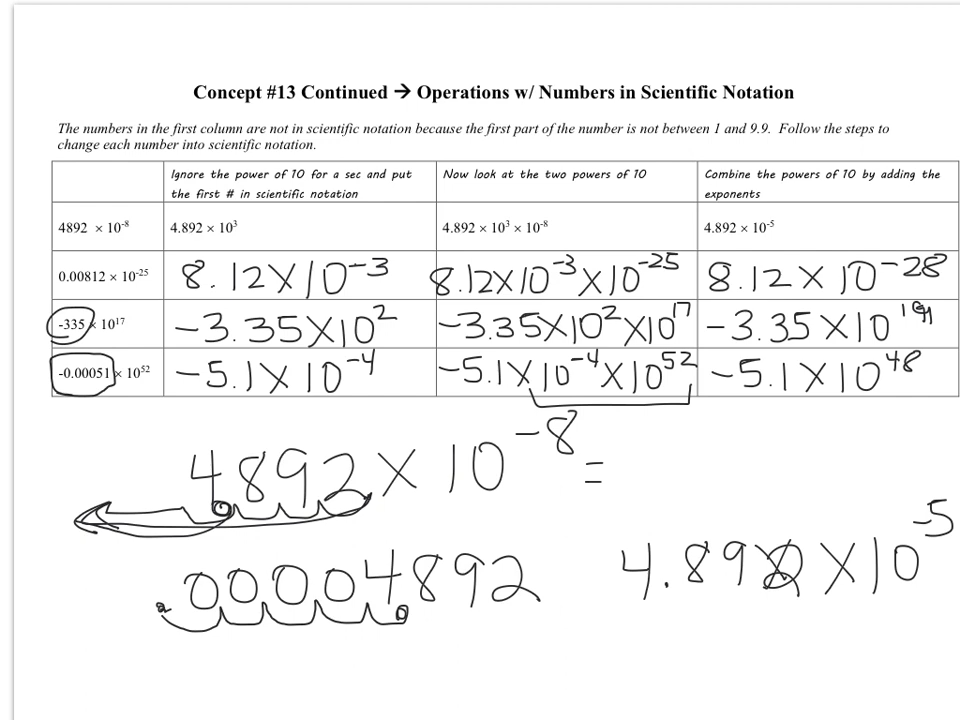 Concept #13 Continued → Operations w/ Numbers in Scientific Notation
The numbers in the first column are not in scientific notation because the first part of the number is not between 1 and 9.9. Follow the steps to
change each number into scientific notation.
Ignore the power of 10 for a sec and put
the first # in scientific notation
Now look at the two powers of 10
Combine the powers of 10 by adding the
exponents
4892 × 10⁻⁸ 4.892 × 10³ 4.892 × 10³ × 10⁻⁸ 4.892 × 10⁻⁵
0.00812 × 10⁻²⁵ 8.12 X 10⁻³ 8.12 X 10⁻³ X 10⁻²⁵ 8.12 X 10⁻²⁸
-335 × 10¹⁷ -3.35 X 10² -3.35 X 10² X 10¹⁷ -3.35 X 10¹⁹
-0.00051 × 10⁵² -5.1 X 10⁻⁴ -5.1 X 10⁻⁴ X 10⁵² -5.1 X 10⁴⁸
4892 X 10⁻⁸ =
.00004892 4.892 X 10⁻⁵